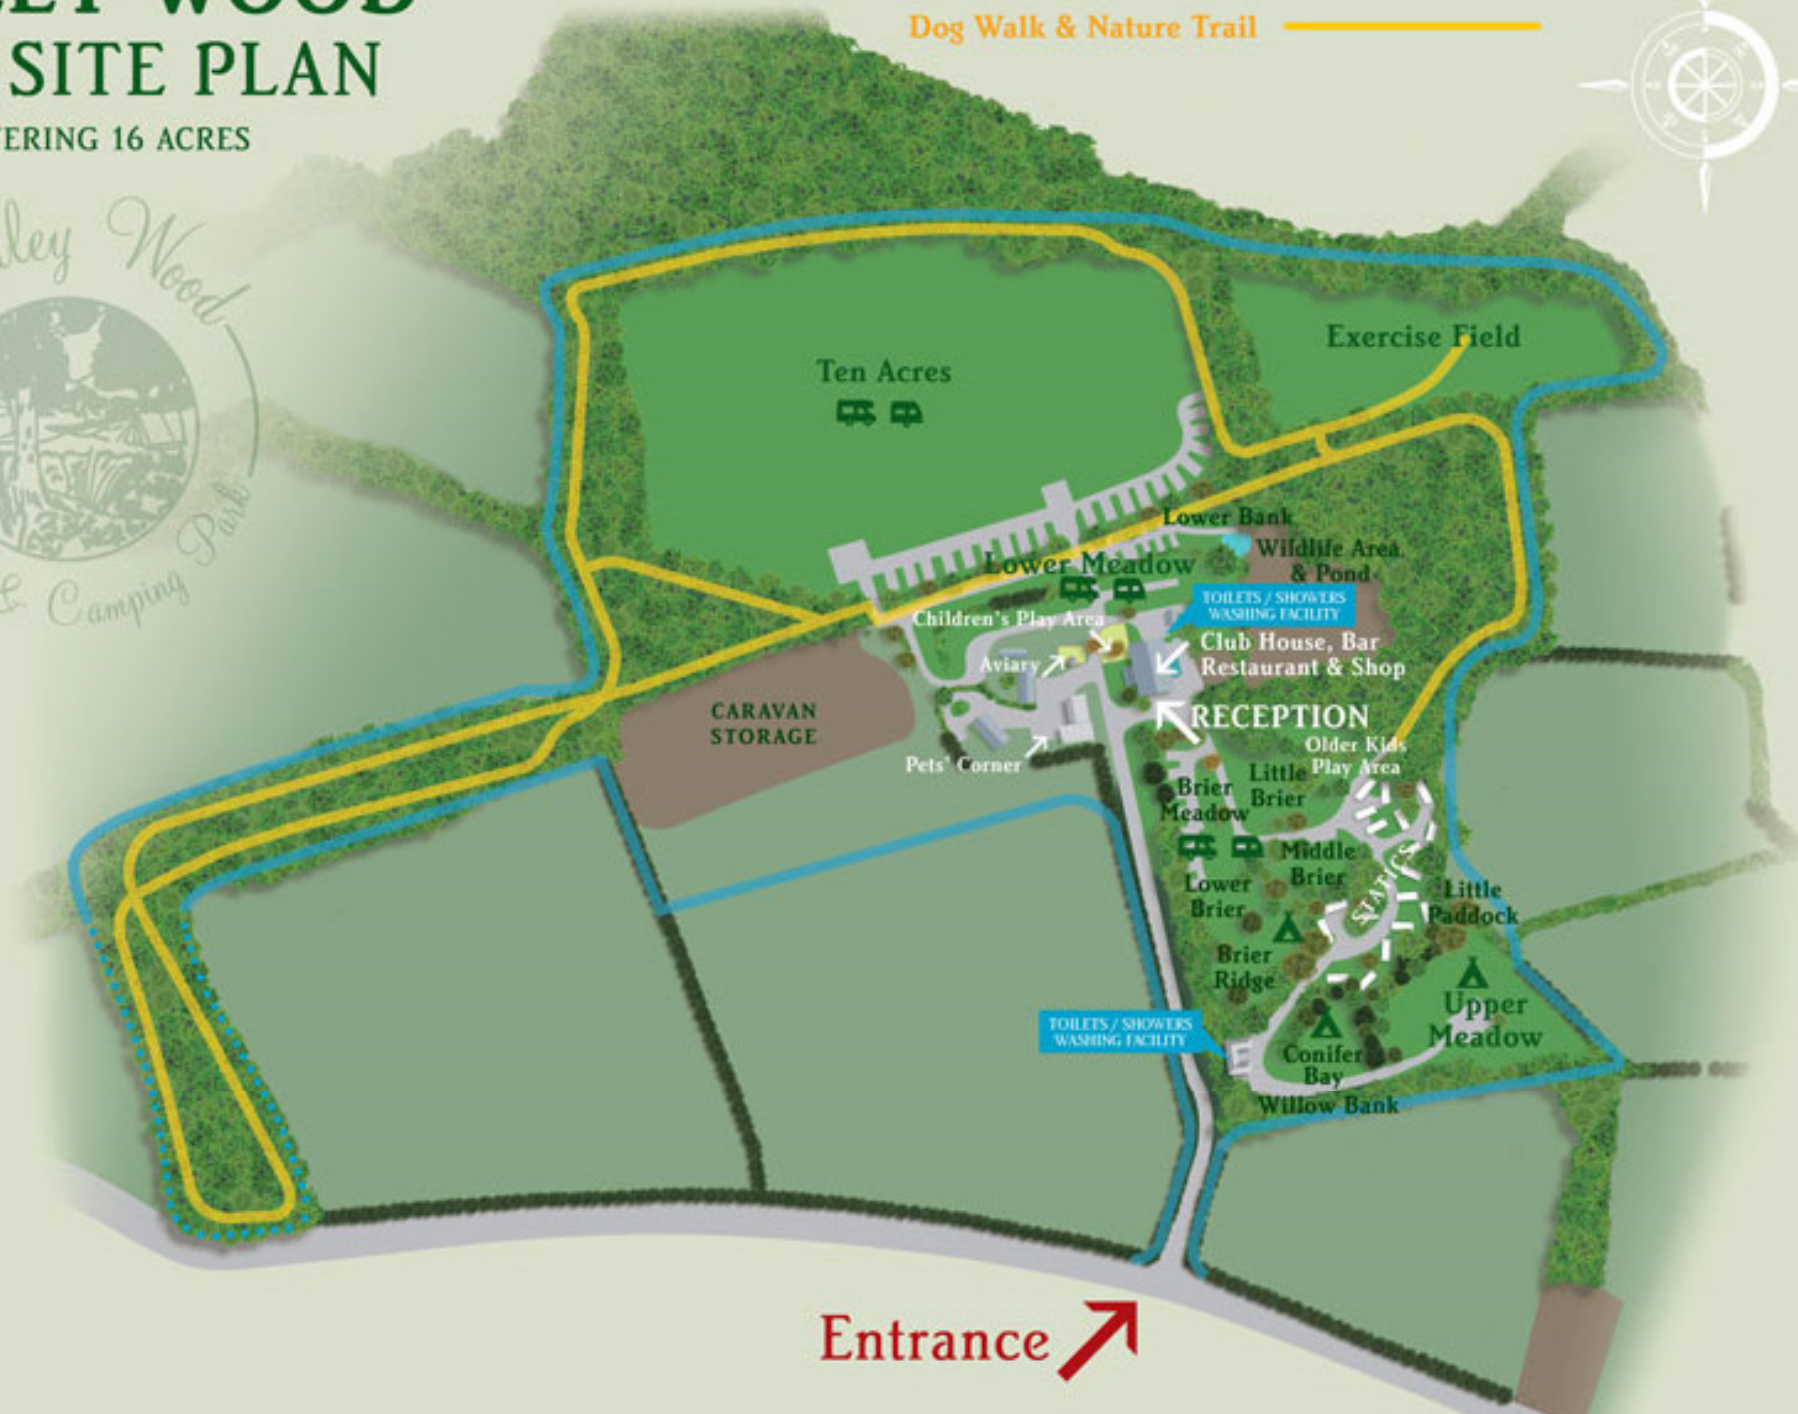 SITE PLAN
16 ACRES
Dog Walk & Nature Trail
Wood
& Camping Park
Ten Acres
Exercise Field
Lower Bank
Lower Meadow
Wildlife Area
& Pond
TOILETS / SHOWERS
WASHING FACILITY
Children's Play Area
Club House, Bar
Restaurant & Shop
Aviary
CARAVAN
STORAGE
RECEPTION
Pets' Corner
Older Kids
Play Area
Little
Brier
Brier
Meadow
Middle
Brier
STATICS
Lower
Brier
Little
Paddock
Brier
Ridge
Upper
Meadow
TOILETS / SHOWERS
WASHING FACILITY
Conifer
Bay
Willow Bank
Entrance